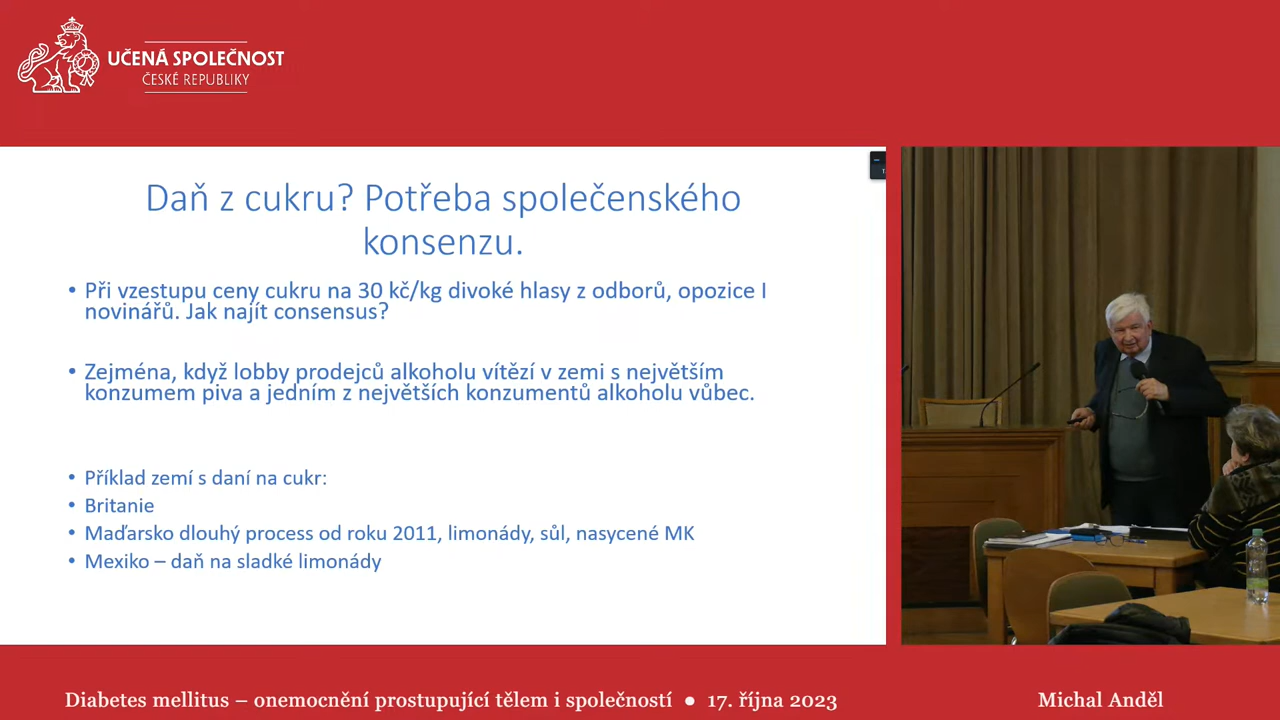 UČENÁ SPOLEČNOST
ČESKÉ REPUBLIKY
Daň z cukru? Potřeba společenského
konsenzu.
• Při vzestupu ceny cukru na 30 kč/kg divoké hlasy z odborů, opozice I
novinářů. Jak najít consensus?
• Zejména, když lobby prodejců alkoholu vítězí v zemi s největším
konzumem piva a jedním z největších konzumentů alkoholu vůbec.
• Příklad zemí s daní na cukr:
• Britanie
• Maďarsko dlouhý process od roku 2011, limonády, sůl, nasycené MK
• Mexiko – daň na sladké limonády
Diabetes mellitus – onemocnění prostupující tělem i společností ● 17. října 2023
Michal Anděl